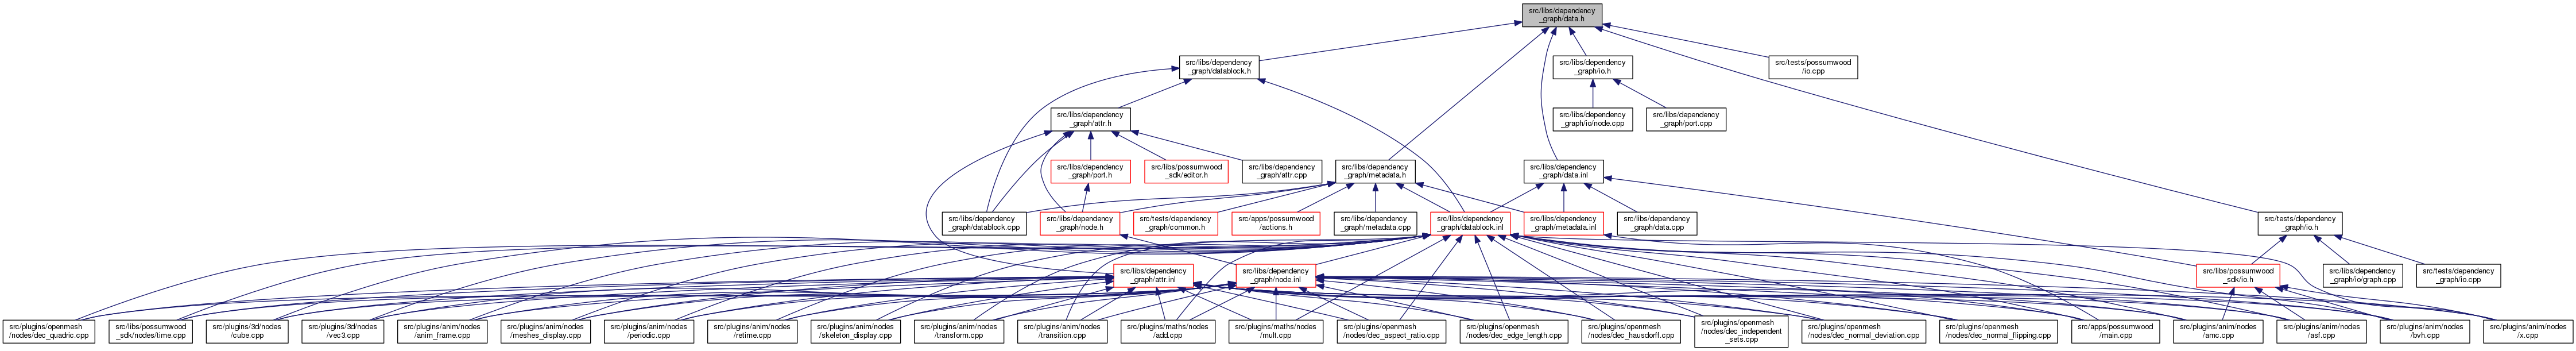 src/libs/dependency
_graph/data.h
src/libs/dependency
_graph/datablock.h
src/libs/dependency
_graph/io.h
src/tests/possumwood
/io.cpp
src/libs/dependency
_graph/attr.h
src/libs/dependency
_graph/io/node.cpp
src/libs/dependency
_graph/port.cpp
src/libs/dependency
_graph/port.h
src/libs/possumwood
_sdk/editor.h
src/libs/dependency
_graph/attr.cpp
src/libs/dependency
_graph/metadata.h
src/libs/dependency
_graph/data.inl
src/libs/dependency
_graph/datablock.cpp
src/libs/dependency
_graph/node.h
src/tests/dependency
_graph/common.h
src/apps/possumwood
/actions.h
src/libs/dependency
_graph/metadata.cpp
src/libs/dependency
_graph/datablock.inl
src/libs/dependency
_graph/metadata.inl
src/libs/dependency
_graph/data.cpp
src/tests/dependency
_graph/io.h
src/libs/dependency
_graph/attr.inl
src/libs/dependency
_graph/node.inl
src/libs/possumwood
_sdk/io.h
src/libs/dependency
_graph/io/graph.cpp
src/tests/dependency
_graph/io.cpp
src/plugins/openmesh
/nodes/dec_quadric.cpp
src/libs/possumwood
_sdk/nodes/time.cpp
src/plugins/3d/nodes
/cube.cpp
src/plugins/3d/nodes
/vec3.cpp
src/plugins/anim/nodes
/anim_frame.cpp
src/plugins/anim/nodes
/meshes_display.cpp
src/plugins/anim/nodes
/periodic.cpp
src/plugins/anim/nodes
/retime.cpp
src/plugins/anim/nodes
/skeleton_display.cpp
src/plugins/anim/nodes
/transform.cpp
src/plugins/anim/nodes
/transition.cpp
src/plugins/maths/nodes
/add.cpp
src/plugins/maths/nodes
/mult.cpp
src/plugins/openmesh
/nodes/dec_aspect_ratio.cpp
src/plugins/openmesh
/nodes/dec_edge_length.cpp
src/plugins/openmesh
/nodes/dec_hausdorff.cpp
src/plugins/openmesh
/nodes/dec_independent
_sets.cpp
src/plugins/openmesh
/nodes/dec_normal_deviation.cpp
src/plugins/openmesh
/nodes/dec_normal_flipping.cpp
src/apps/possumwood
/main.cpp
src/plugins/anim/nodes
/amc.cpp
src/plugins/anim/nodes
/asf.cpp
src/plugins/anim/nodes
/bvh.cpp
src/plugins/anim/nodes
/x.cpp